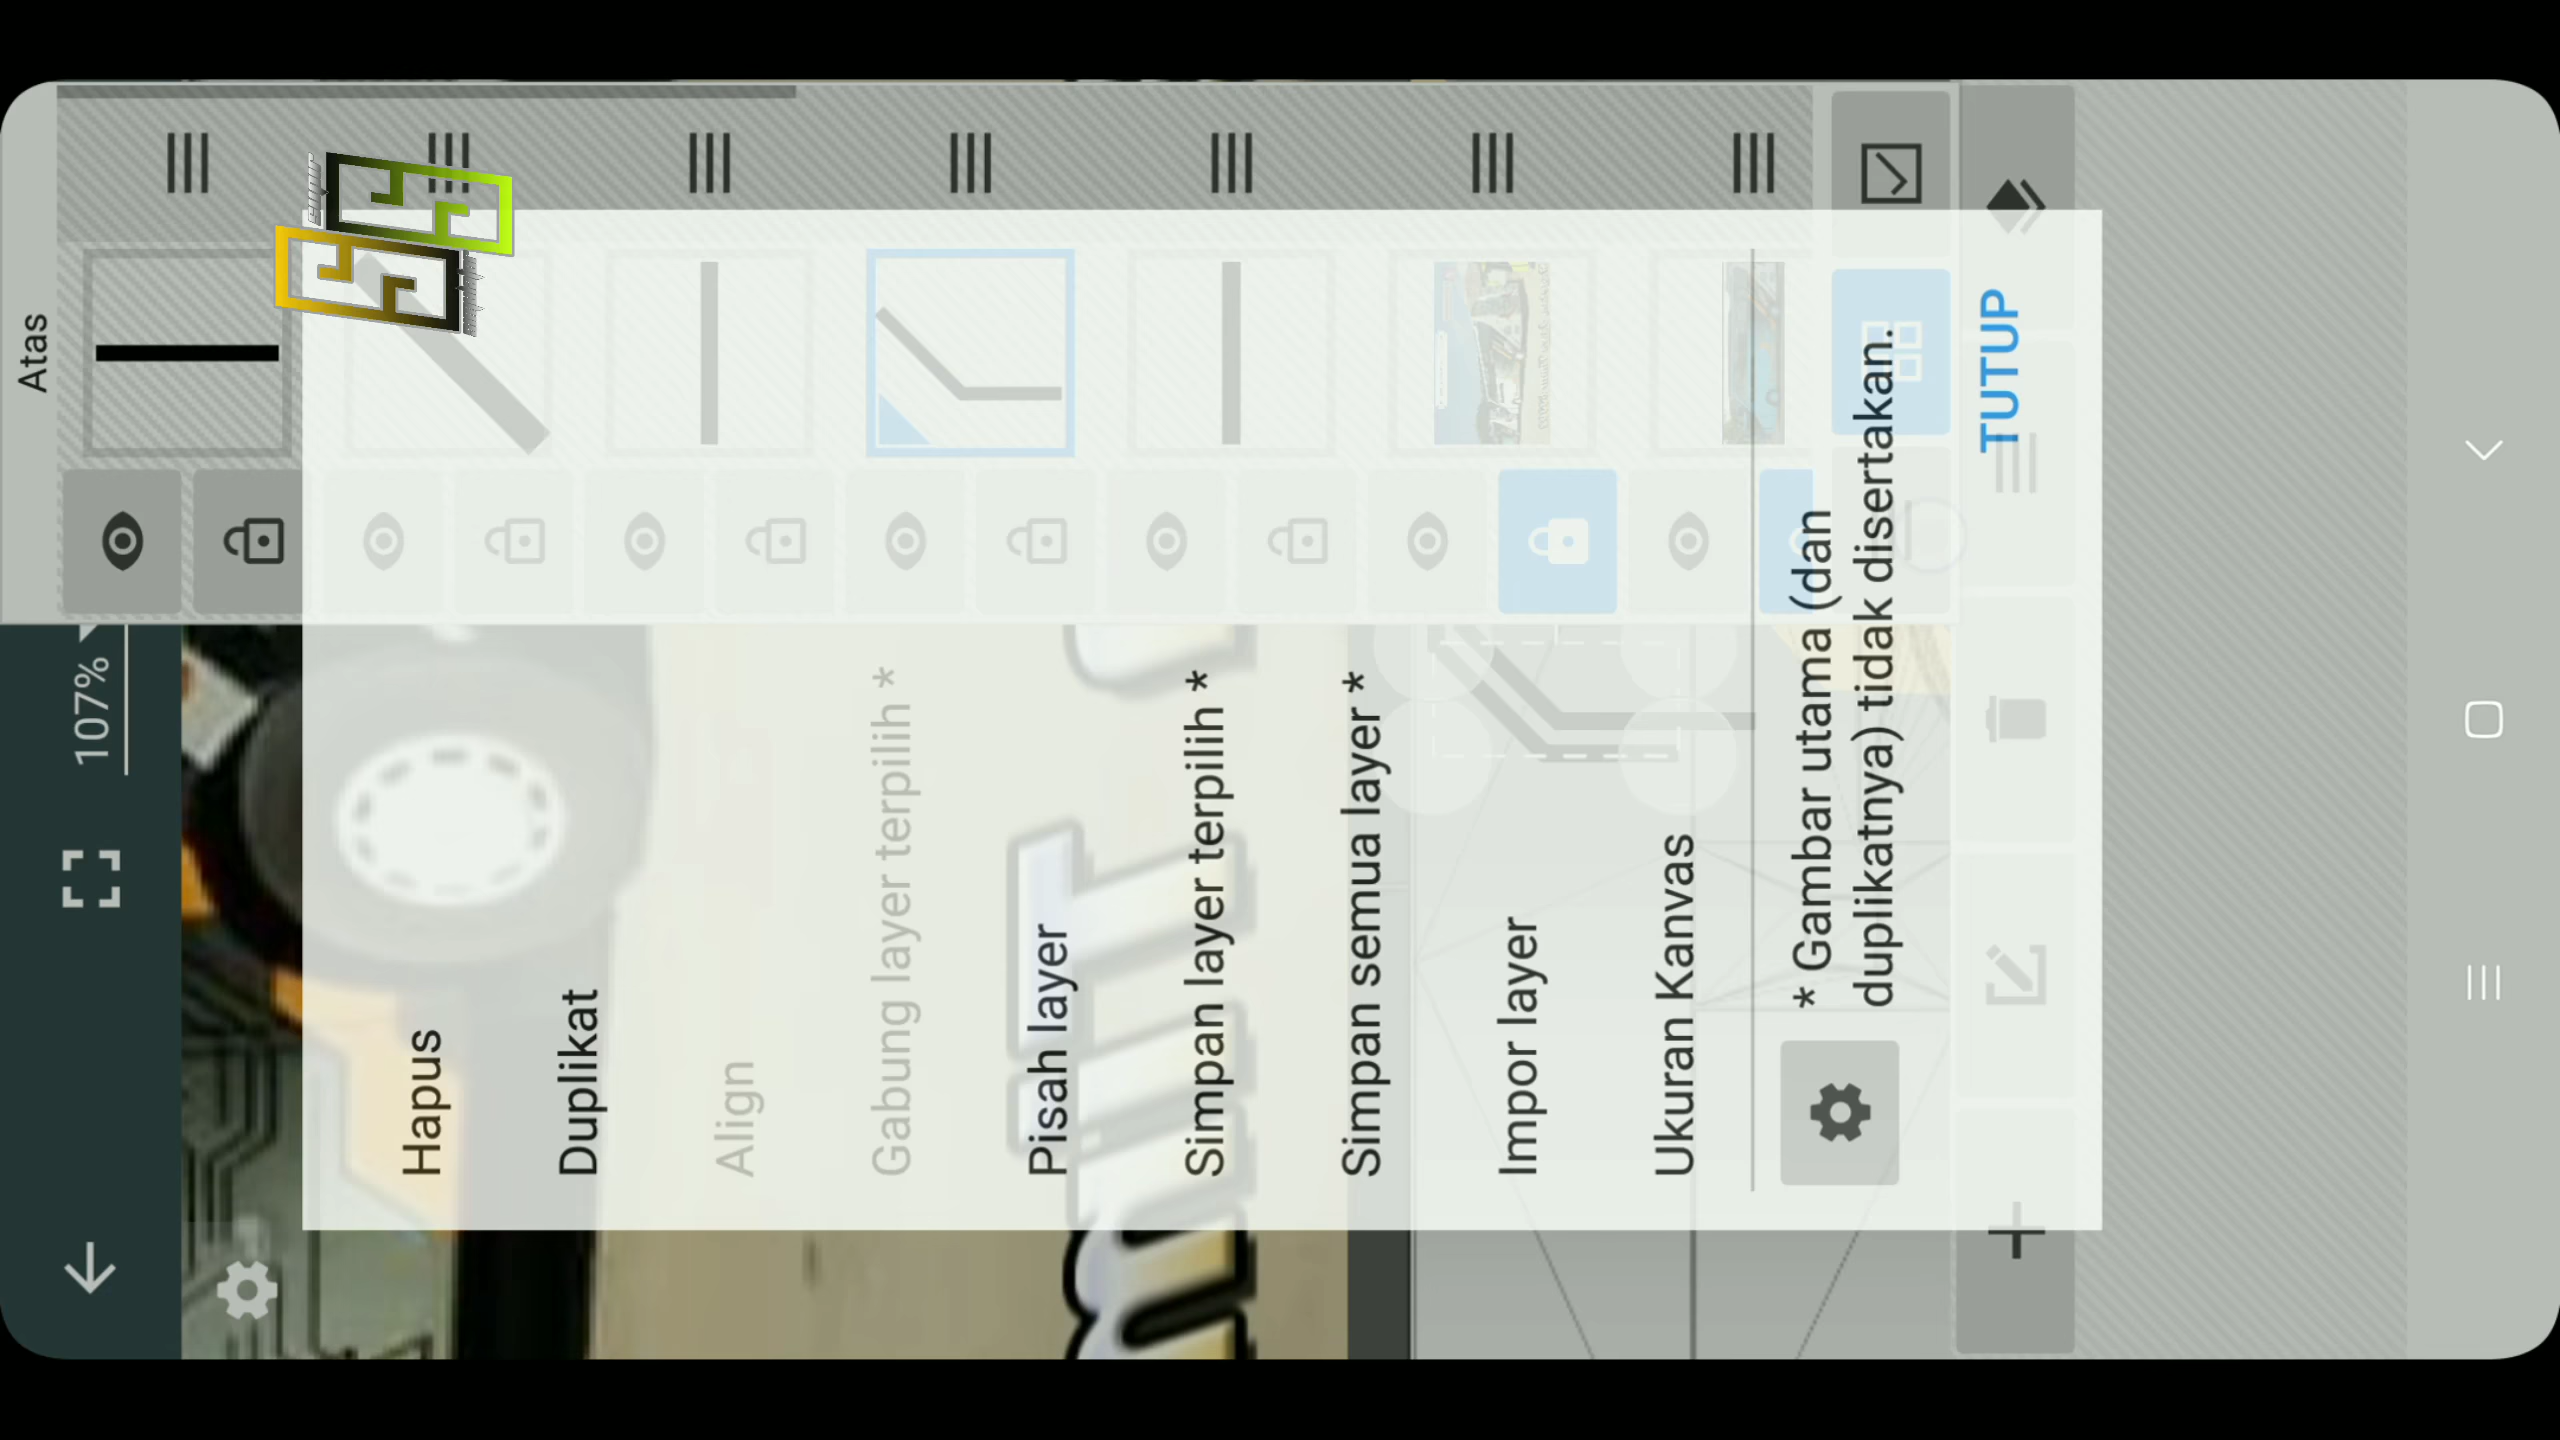 107%
Atas
Hapus
Duplikat
Align
Gabung layer terpilih *
Pisah layer
Simpan layer terpilih *
Simpan semua layer *
Impor layer
Ukuran Kanvas
* Gambar utama (dan
duplikatnya) tidak disertakan.
TUTUP